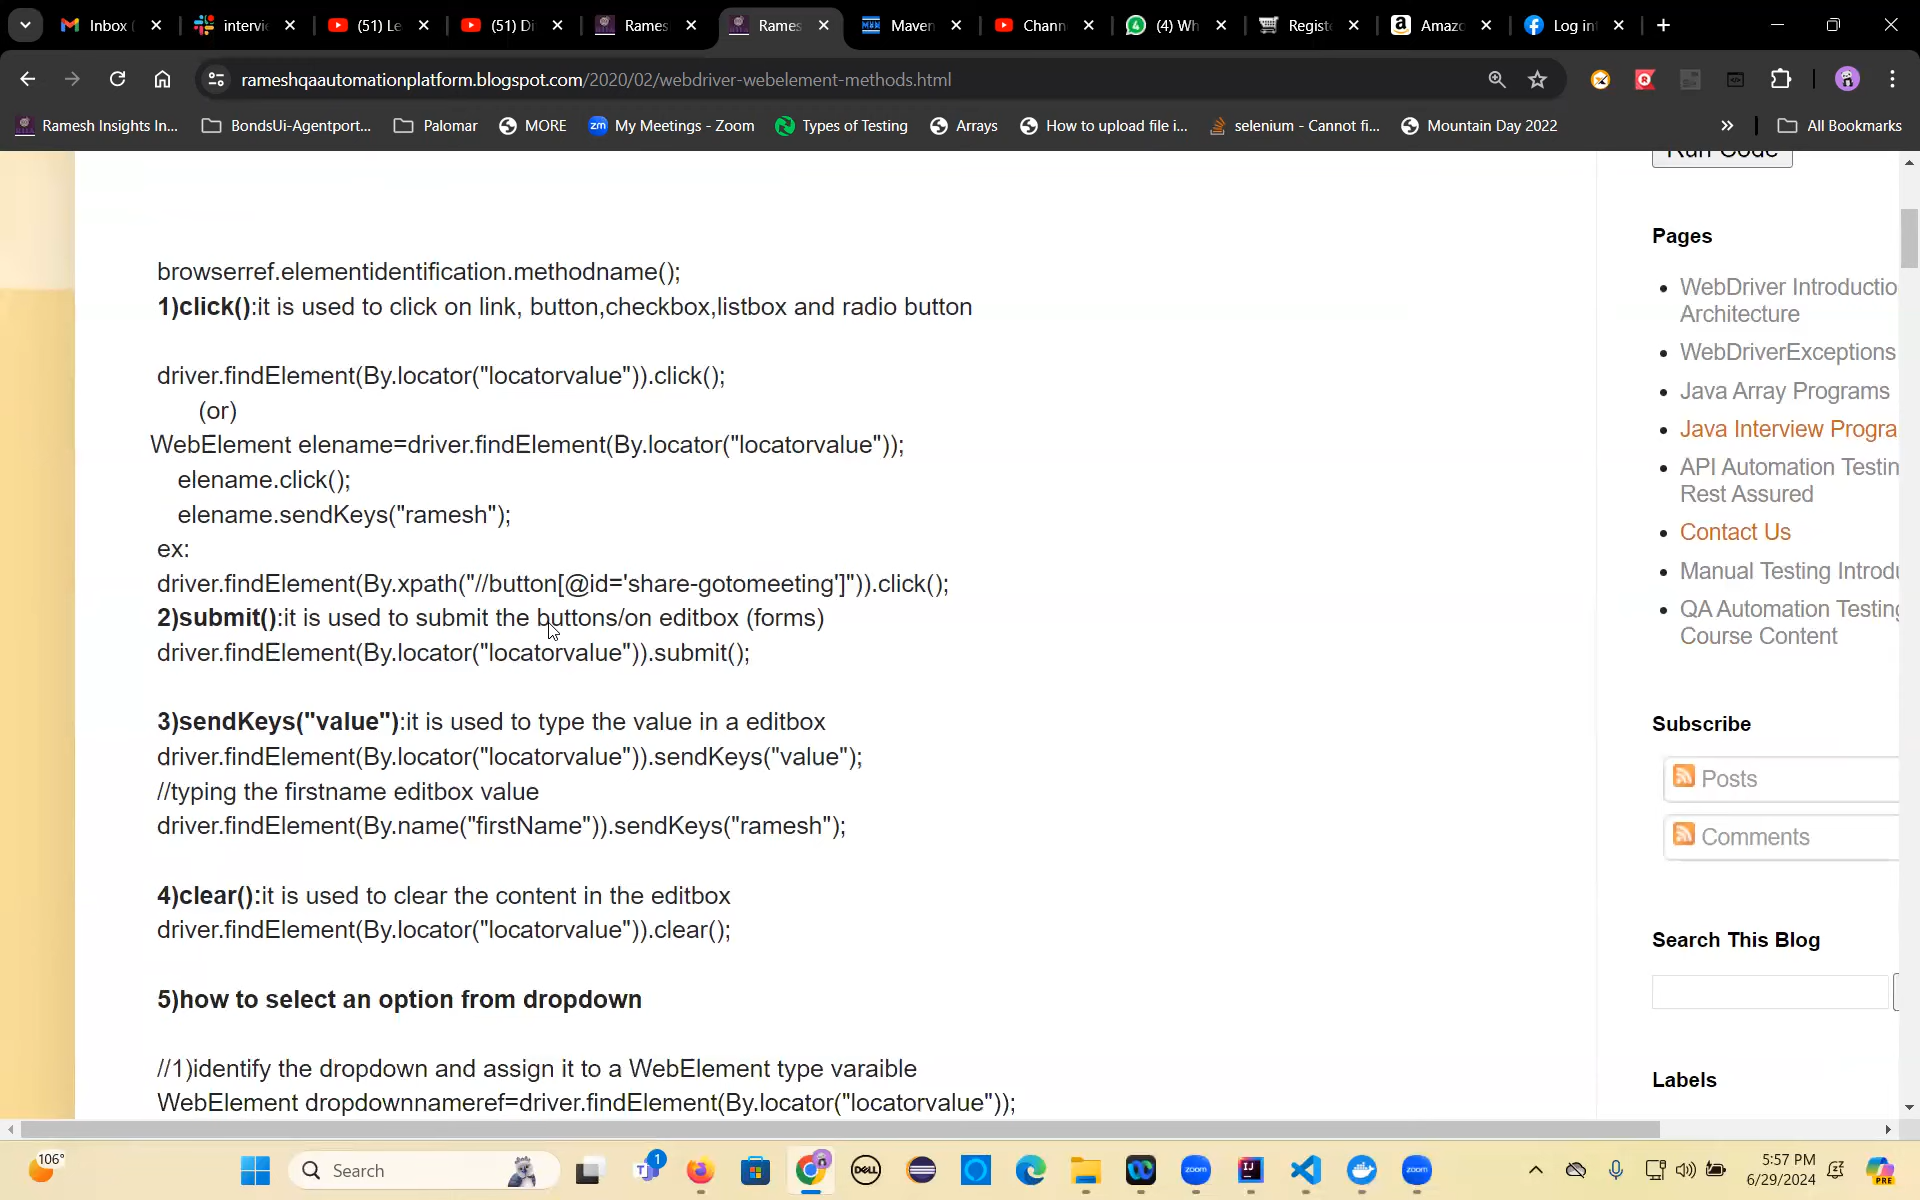 Inbox (
intervi
(51) Le
(51) Di
Rames
Rames
Maven
Chann
(4) Wh
Registe
Amazo
Log int
rameshqaautomationplatform.blogspot.com/2020/02/webdriver-webelement-methods.html
Ramesh Insights In...
BondsUi-Agentport...
Palomar
MORE
My Meetings - Zoom
Types of Testing
Arrays
How to upload file i...
selenium - Cannot fi...
Mountain Day 2022
All Bookmarks
browserref.elementidentification.methodname();
1)click():it is used to click on link, button,checkbox,listbox and radio button
driver.findElement(By.locator("locatorvalue")).click();
(or)
WebElement elename=driver.findElement(By.locator("locatorvalue"));
elename.click();
elename.sendKeys("ramesh");
ex:
driver.findElement(By.xpath("//button[@id='share-gotomeeting']")).click();
2)submit():it is used to submit the buttons/on editbox (forms)
driver.findElement(By.locator("locatorvalue")).submit();
3)sendKeys("value"):it is used to type the value in a editbox
driver.findElement(By.locator("locatorvalue")).sendKeys("value");
//typing the firstname editbox value
driver.findElement(By.name("firstName")).sendKeys("ramesh");
4)clear():it is used to clear the content in the editbox
driver.findElement(By.locator("locatorvalue")).clear();
5)how to select an option from dropdown
//1)identify the dropdown and assign it to a WebElement type varaible
WebElement dropdownnameref=driver.findElement(By.locator("locatorvalue"));
Run Code
Pages
WebDriver Introductio
Architecture
WebDriverExceptions
Java Array Programs
Java Interview Progra
API Automation Testin
Rest Assured
Contact Us
Manual Testing Introdu
QA Automation Testing
Course Content
Subscribe
Posts
Comments
Search This Blog
Labels
106°
Search
1
DELL
zoom
zoom
5:57 PM
6/29/2024
PRE